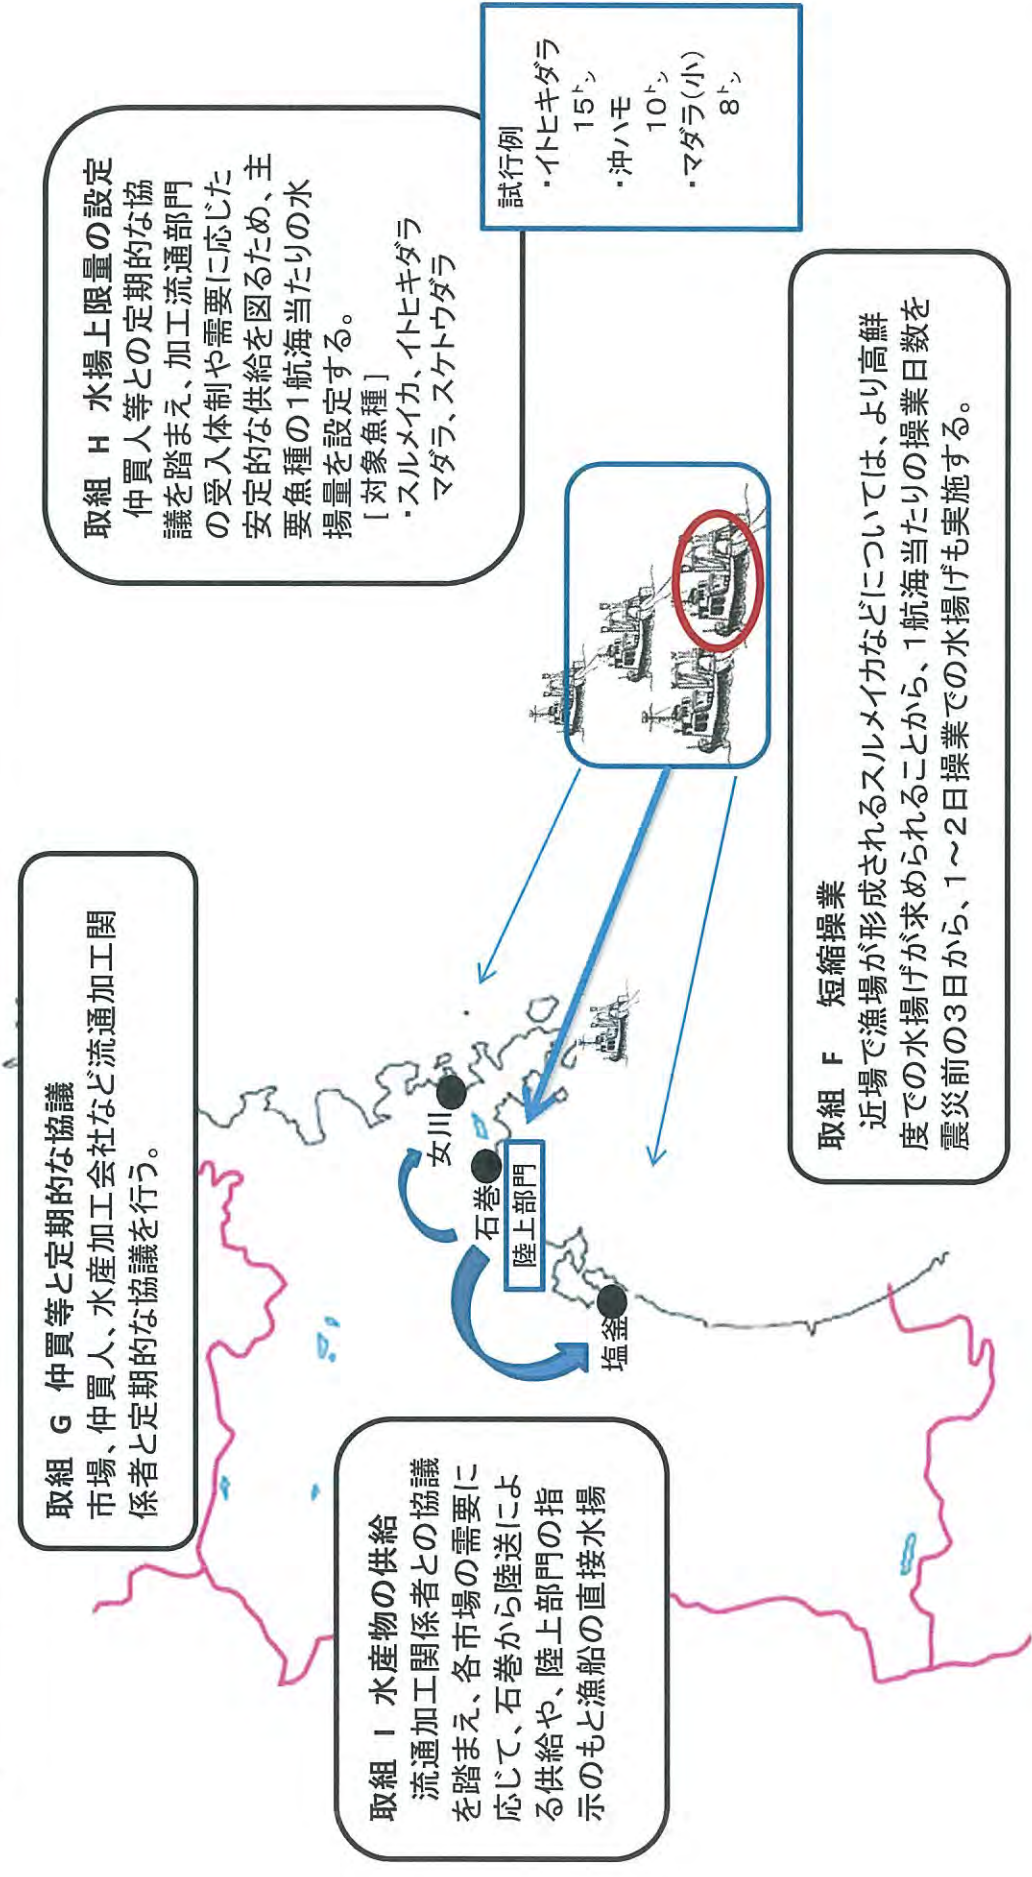 取組 G 仲買等と定期的な協議
市場、仲買人、水産加工会社など流通加工関
係者と定期的な協議を行う。
取組 H 水揚上限量の設定
仲買人等との定期的な協
議を踏まえ、加工流通部門
の受入体制や需要に応じた
安定的な供給を図るため、主
要魚種の1航海当たりの水
揚量を設定する。
[対象魚種]
・スルメイカ、イトヒキダラ
マダラ、スケトウダラ
試行例
・イトヒキダラ
15㌧
・沖ハモ
10㌧
・マダラ(小)
8㌧
取組 I 水産物の供給
流通加工関係者との協議
を踏まえ、各市場の需要に
応じて、石巻から陸送によ
る供給や、陸上部門の指
示のもと漁船の直接水揚
女川
石巻
陸上部門
塩釜
取組 F 短縮操業
近場で漁場が形成されるスルメイカなどについては、より高鮮
度での水揚げが求められることから、1航海当たりの操業日数を
震災前の3日から、1～2日操業での水揚げも実施する。